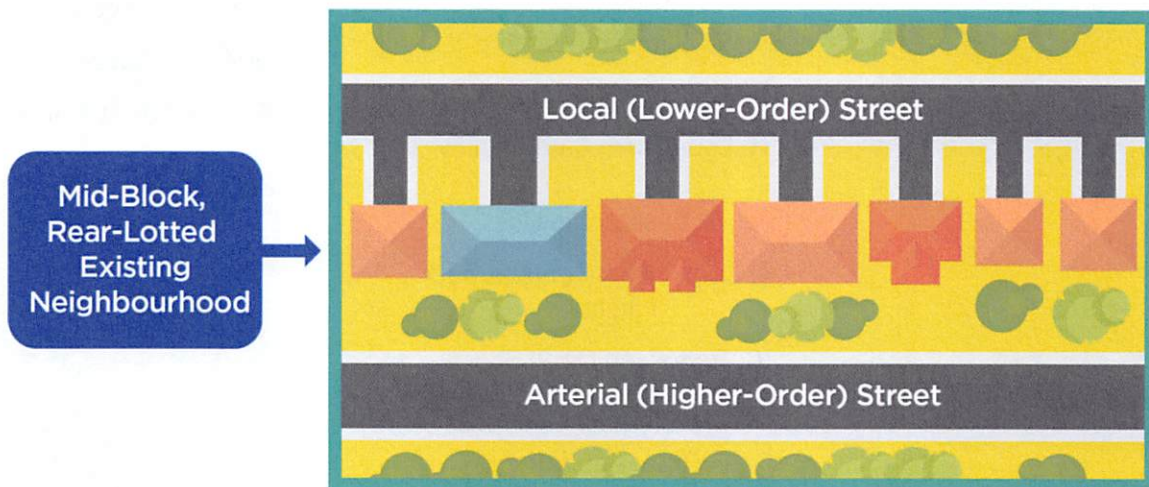 Mid-Block,
Rear-Lotted
Existing
Neighbourhood
Local (Lower-Order) Street
Arterial (Higher-Order) Street